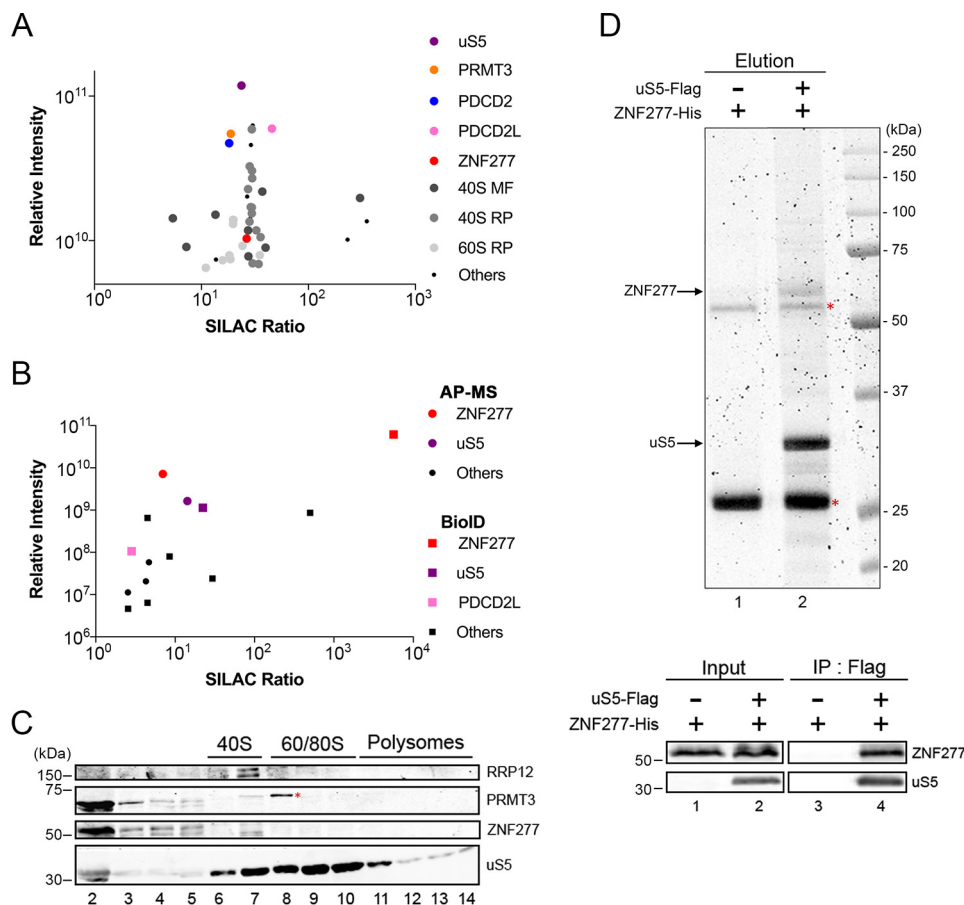 A
uS5
PRMT3
PDCD2
PDCD2L
ZNF277
40S MF
40S RP
60S RP
Others
10^11
10^10
Relative Intensity
10^0 10^1 10^2 10^3
SILAC Ratio
B
AP-MS
ZNF277
uS5
Others
BioID
ZNF277
uS5
PDCD2L
Others
10^11
10^10
10^9
10^8
10^7
10^6
Relative Intensity
10^0 10^1 10^2 10^3 10^4
SILAC Ratio
C
40S 60/80S Polysomes
(kDa)
150 RRP12
75 PRMT3
*
50 ZNF277
30 uS5
2 3 4 5 6 7 8 9 10 11 12 13 14
D
Elution
uS5-Flag - +
ZNF277-His + +
(kDa)
- 250
- 150
- 100
- 75
ZNF277
*
- 50
- 37
uS5
*
- 25
- 20
1 2
Input IP : Flag
uS5-Flag - + - +
ZNF277-His + + + +
50 ZNF277
30 uS5
1 2 3 4